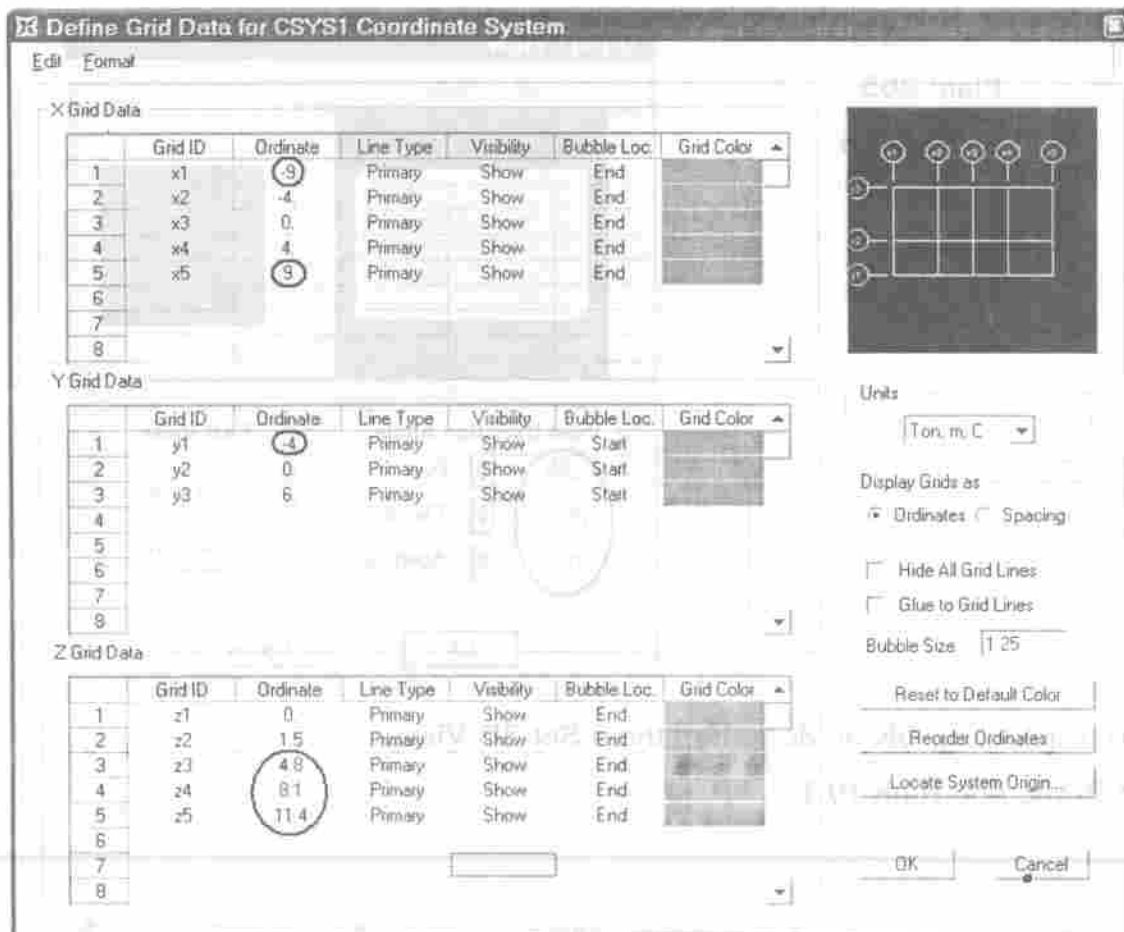 Define Grid Data for CSYS1 Coordinate System
Edit Format
X Grid Data
Grid ID Ordinate Line Type Visibility Bubble Loc. Grid Color
1 x1 -9 Primary Show End
2 x2 -4. Primary Show End
3 x3 0. Primary Show End
4 x4 4. Primary Show End
5 x5 9. Primary Show End
6
7
8
Y Grid Data
Grid ID Ordinate Line Type Visibility Bubble Loc. Grid Color
1 y1 -4. Primary Show Start
2 y2 0. Primary Show Start
3 y3 6. Primary Show Start
4
5
6
7
8
Z Grid Data
Grid ID Ordinate Line Type Visibility Bubble Loc. Grid Color
1 z1 0. Primary Show End
2 z2 1.5 Primary Show End
3 z3 4.8 Primary Show End
4 z4 8.1 Primary Show End
5 z5 11.4 Primary Show End
6
7
8
Units
Ton, m, C
Display Grids as
Ordinates Spacing
Hide All Grid Lines
Glue to Grid Lines
Bubble Size 1.25
Reset to Default Color
Reorder Ordinates
Locate System Origin...
OK Cancel